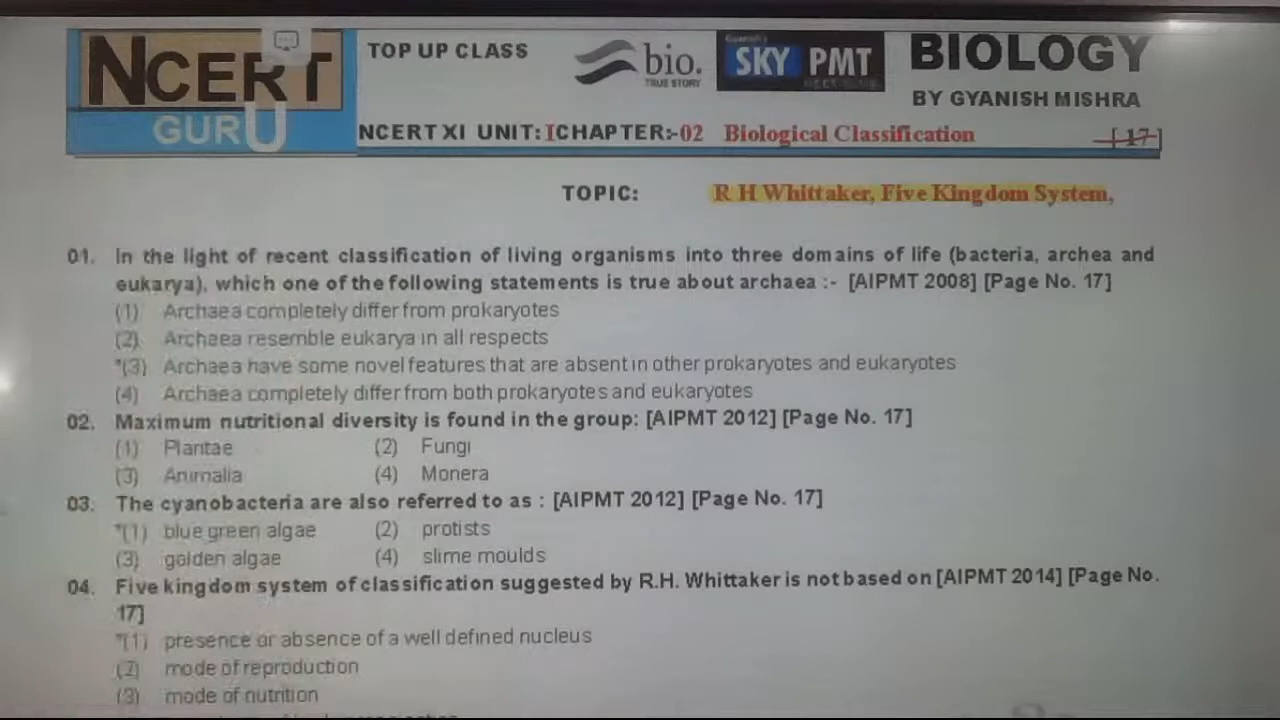 NCERT
GURU
TOP UP CLASS
bio.
TRUE STORY
SKY PMT
BIOLOGY
BY GYANISH MISHRA
NCERT XI UNIT: I CHAPTER:-02 Biological Classification [17]
TOPIC: R H Whittaker, Five Kingdom System,
01. In the light of recent classification of living organisms into three domains of life (bacteria, archea and
eukarya), which one of the following statements is true about archaea :- [AIPMT 2008] [Page No. 17]
(1) Archaea completely differ from prokaryotes
(2) Archaea resemble eukarya in all respects
*(3) Archaea have some novel features that are absent in other prokaryotes and eukaryotes
(4) Archaea completely differ from both prokaryotes and eukaryotes
02. Maximum nutritional diversity is found in the group: [AIPMT 2012] [Page No. 17]
(1) Plantae (2) Fungi
(3) Animalia (4) Monera
03. The cyanobacteria are also referred to as : [AIPMT 2012] [Page No. 17]
*(1) blue green algae (2) protists
(3) golden algae (4) slime moulds
04. Five kingdom system of classification suggested by R.H. Whittaker is not based on [AIPMT 2014] [Page No.
17]
*(1) presence or absence of a well defined nucleus
(2) mode of reproduction
(3) mode of nutrition